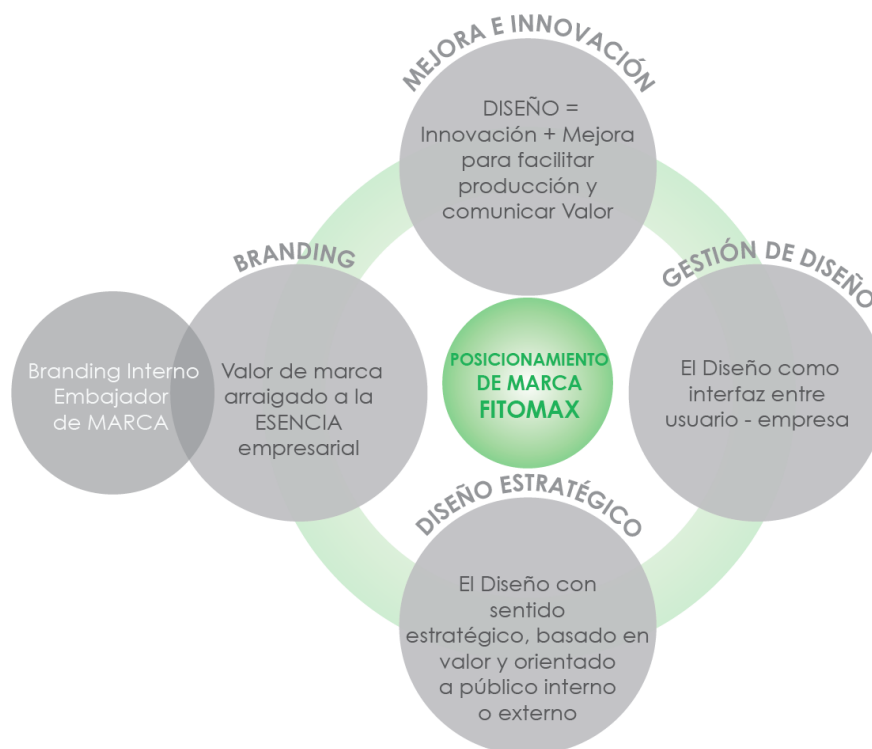 MEJORA E INNOVACIÓN
DISEÑO =
Innovación + Mejora
para facilitar
producción y
comunicar Valor
BRANDING
Valor de marca
arraigado a la
ESENCIA
empresarial
Branding Interno
Embajador
de MARCA
POSICIONAMIENTO
DE MARCA
FITOMAX
GESTIÓN DE DISEÑO
El Diseño como
interfaz entre
usuario - empresa
DISEÑO ESTRATÉGICO
El Diseño con
sentido
estratégico, basado en
valor y orientado
a público interno
o externo